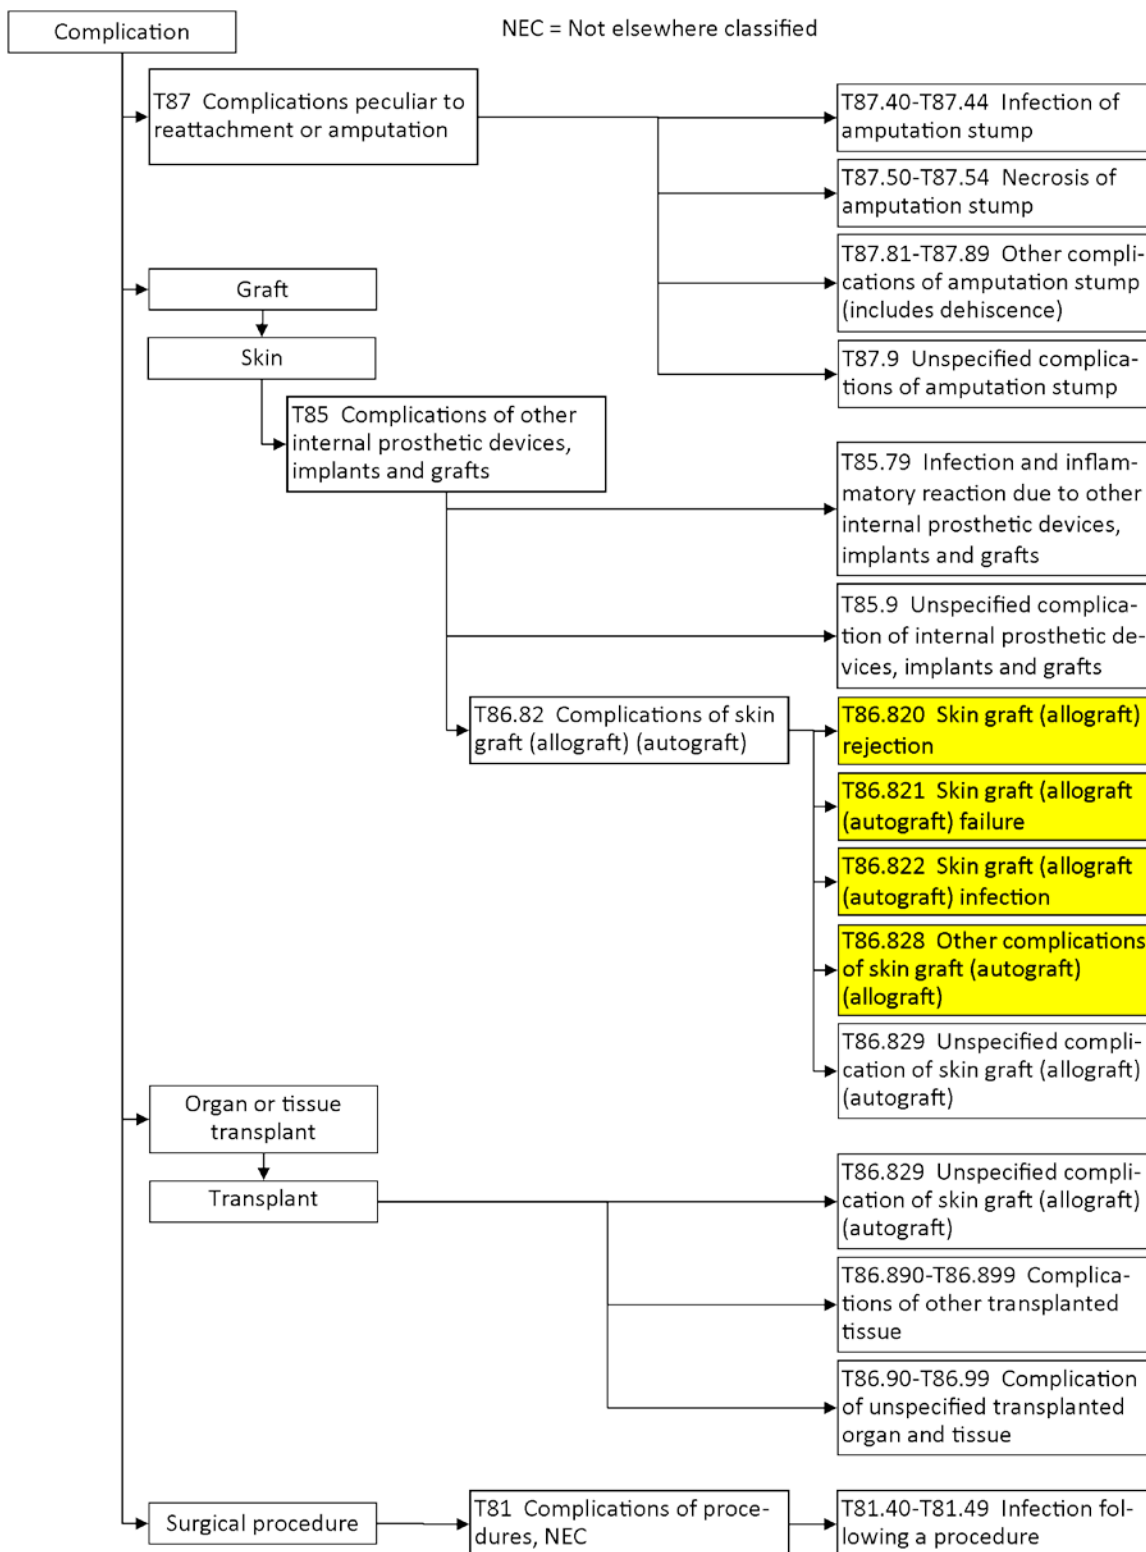 Complication
NEC = Not elsewhere classified
T87  Complications peculiar to
reattachment or amputation
T87.40-T87.44  Infection of
amputation stump
T87.50-T87.54  Necrosis of
amputation stump
T87.81-T87.89  Other compli-
cations of amputation stump
(includes dehiscence)
T87.9  Unspecified complica-
tions of amputation stump
Graft
Skin
T85  Complications of other
internal prosthetic devices,
implants and grafts
T85.79  Infection and inflam-
matory reaction due to other
internal prosthetic devices,
implants and grafts
T85.9  Unspecified complica-
tion of internal prosthetic de-
vices, implants and grafts
T86.82  Complications of skin
graft (allograft) (autograft)
T86.820  Skin graft (allograft)
rejection
T86.821  Skin graft (allograft
(autograft) failure
T86.822  Skin graft (allograft
(autograft) infection
T86.828  Other complications
of skin graft (autograft)
(allograft)
T86.829  Unspecified compli-
cation of skin graft (allograft)
(autograft)
Organ or tissue
transplant
Transplant
T86.829  Unspecified compli-
cation of skin graft (allograft)
(autograft)
T86.890-T86.899  Complica-
tions of other transplanted
tissue
T86.90-T86.99  Complication
of unspecified transplanted
organ and tissue
Surgical procedure
T81  Complications of proce-
dures, NEC
T81.40-T81.49  Infection fol-
lowing a procedure